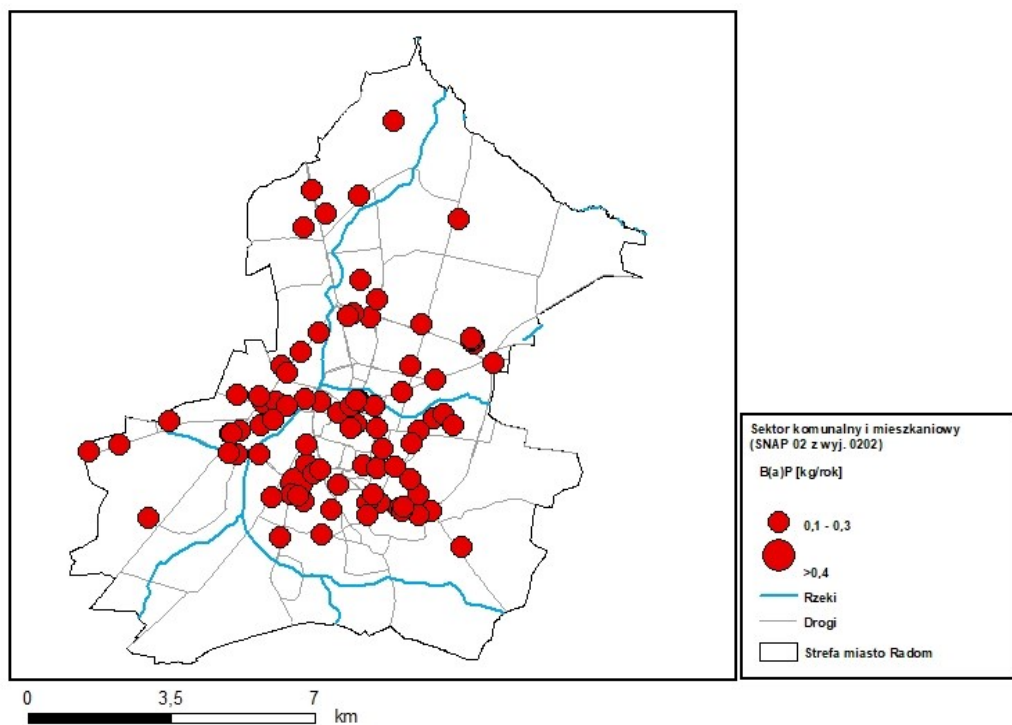 Sektor komunalny i mieszkaniowy
(SNAP 02 z wyj. 0202)
B(a)P [kg/rok]
0,1 - 0,3
>0,4
Rzeki
Drogi
Strefa miasto Radom
0 3,5 7
km